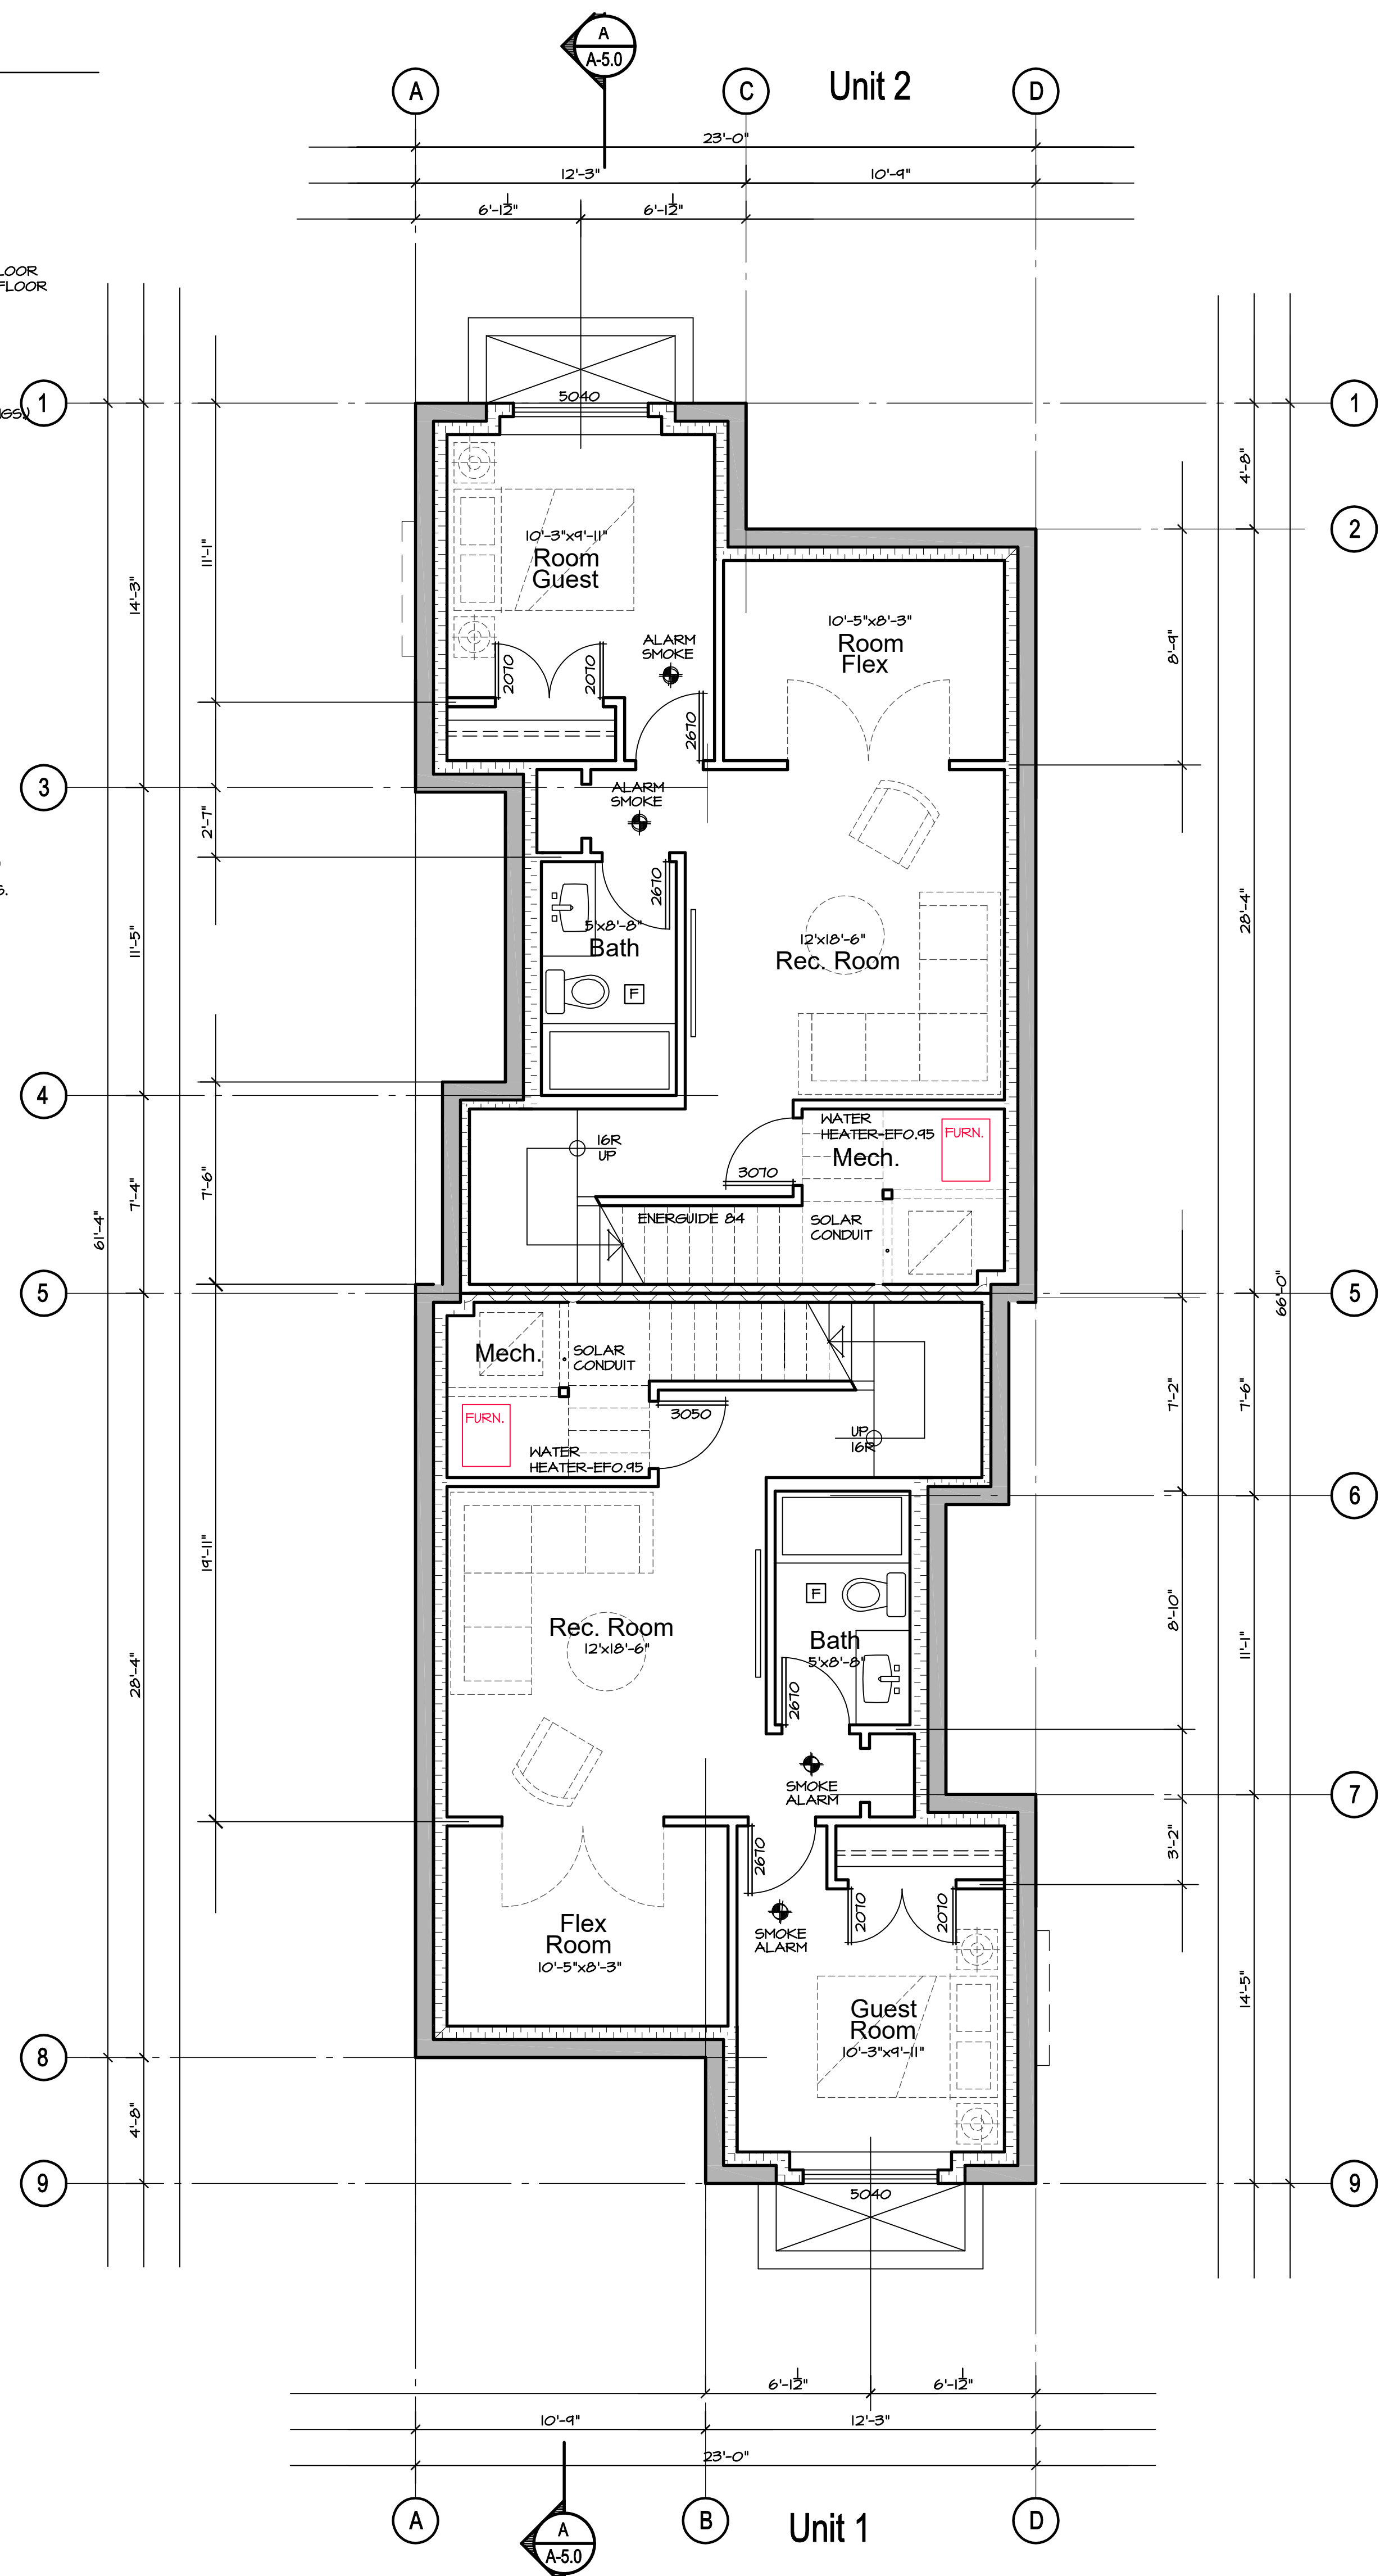 A
A-5.0
Unit 2
A
C
D
23'-0"
12'-3"
10'-9"
6'-1½"
6'-1½"
LOOR
FLOOR
1
IGS.)
5040
1
4'-8"
2
11'-1"
14'-3"
10'-3"x9'-11"
Room
Guest
10'-5"x8'-3"
Room
Flex
8'-9"
ALARM
SMOKE
2070
2070
2670
3
ALARM
SMOKE
2'-7"
S.
2670
5'x8'-8"
Bath
F
12'x18'-6"
Rec. Room
11'-5"
28'-4"
4
16R
UP
WATER
HEATER-EF0.95
FURN.
Mech.
3070
ENERGUIDE 84
SOLAR
CONDUIT
7'-6"
7'-4"
61'-4"
5
5
66'-0"
Mech.
SOLAR
CONDUIT
FURN.
3050
UP
16R
WATER
HEATER-EF0.95
7'-2"
7'-6"
6
19'-11"
28'-4"
F
Rec. Room
12'x18'-6"
Bath
5'x8'-8"
2670
8'-10"
11'-1"
SMOKE
ALARM
7
3'-2"
2670
2070
2070
SMOKE
ALARM
Flex
Room
10'-5"x8'-3"
Guest
Room
10'-3"x9'-11"
14'-5"
8
4'-8"
9
9
5040
6'-1½"
6'-1½"
10'-9"
12'-3"
23'-0"
A
B
D
Unit 1
A
A-5.0